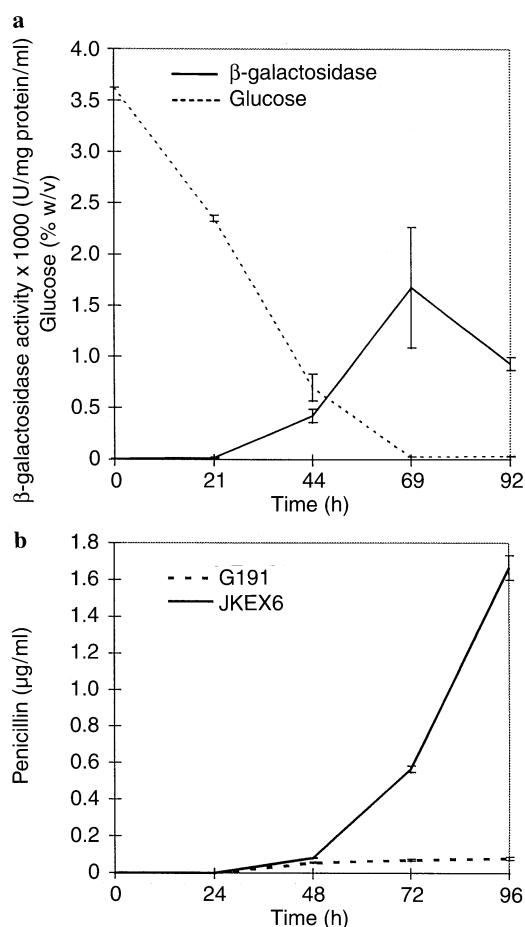 a
β-galactosidase activity x 1000 (U/mg protein/ml)
Glucose (% w/v)
4.0
3.5
3.0
2.5
2.0
1.5
1.0
0.5
0
β-galactosidase
Glucose
0 21 44 69 92
Time (h)
b
Penicillin (µg/ml)
1.8
1.6
1.4
1.2
1.0
0.8
0.6
0.4
0.2
0
G191
JKEX6
0 24 48 72 96
Time (h)